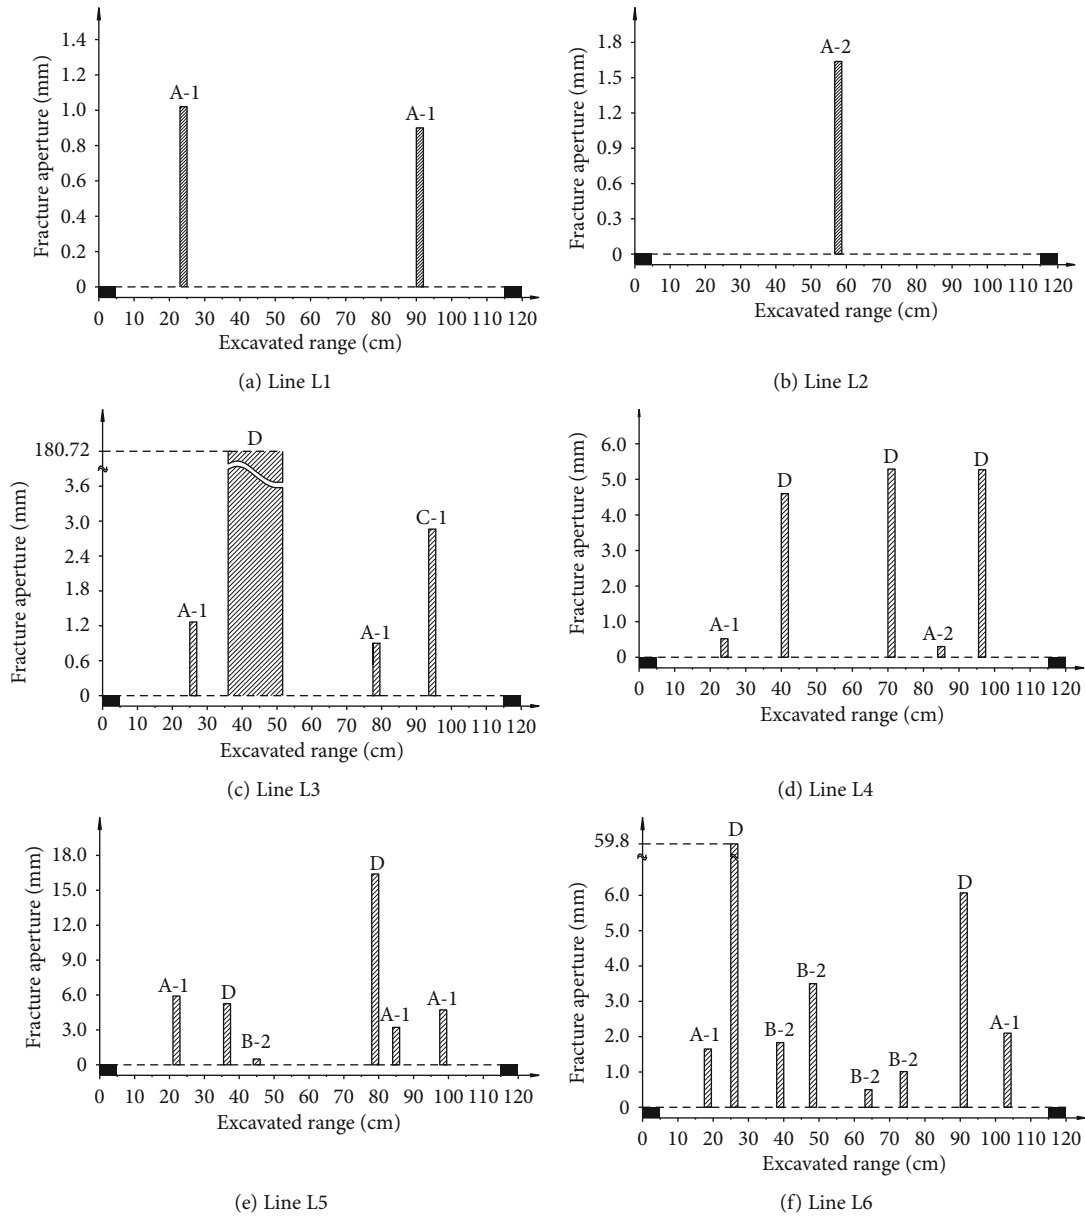 Fracture aperture (mm)
1.4
1.2
1.0
0.8
0.6
0.4
0.2
0
A-1
A-1
0 10 20 30 40 50 60 70 80 90 100 110 120
Excavated range (cm)
(a) Line L1
Fracture aperture (mm)
1.8
1.5
1.2
1.8
1.5
1.9
1.6
1.3
0
A-2
0 10 20 30 40 50 60 70 80 90 100 110 120
Excavated range (cm)
(b) Line L2
Fracture aperture (mm)
180.72
3.6
3.0
2.4
1.8
1.2
0.6
0
A-1
D
A-1
C-1
0 10 20 30 40 50 60 70 80 90 100 110 120
Excavated range (cm)
(c) Line L3
Fracture aperture (mm)
6.0
5.0
4.0
3.0
2.0
1.0
0
A-1
D
D
A-2
D
0 10 20 30 40 50 60 70 80 90 100 110 120
Excavated range (cm)
(d) Line L4
Fracture aperture (mm)
18.0
15.0
12.0
9.0
6.0
3.0
0
A-1
D
B-2
D
A-1
A-1
0 10 20 30 40 50 60 70 80 90 100 110 120
Excavated range (cm)
(e) Line L5
Fracture aperture (mm)
59.8
6.0
5.0
4.0
3.0
2.0
1.0
0
A-1
D
B-2
B-2
B-2
B-2
D
A-1
0 10 20 30 40 50 60 70 80 90 100 110 120
Excavated range (cm)
(f) Line L6